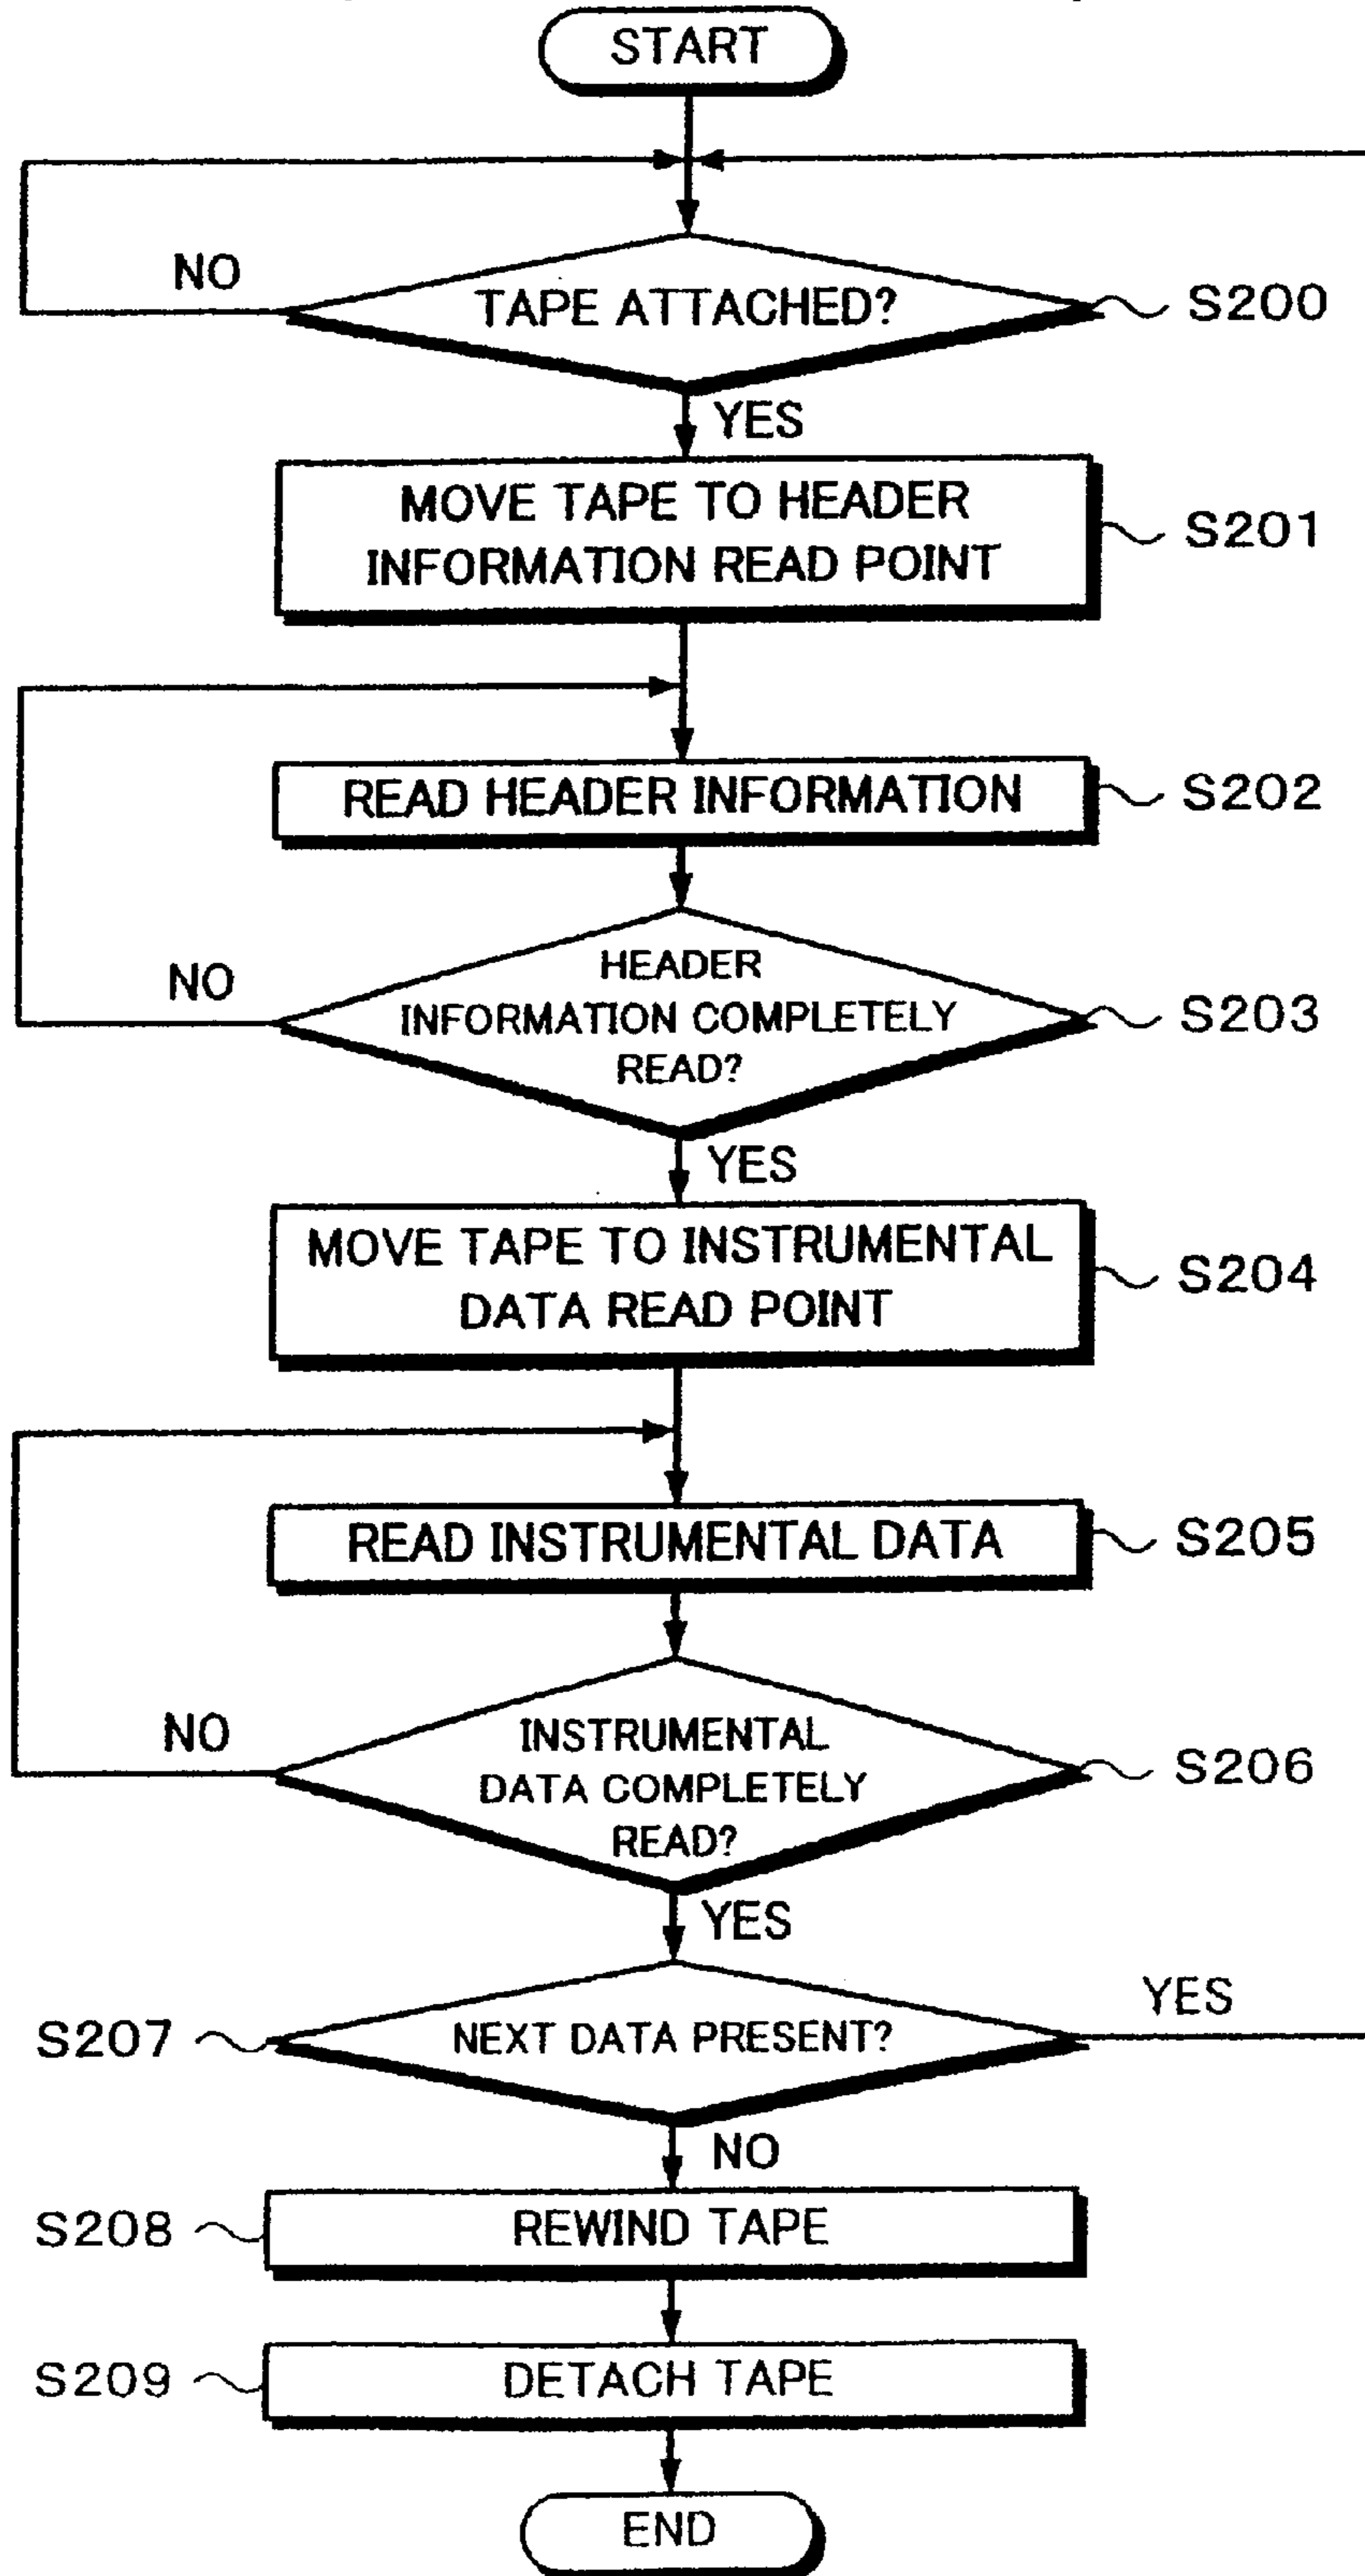 START
NO
TAPE ATTACHED?
S200
YES
MOVE TAPE TO HEADER
INFORMATION READ POINT
S201
READ HEADER INFORMATION
S202
NO
HEADER
INFORMATION COMPLETELY
READ?
S203
YES
MOVE TAPE TO INSTRUMENTAL
DATA READ POINT
S204
READ INSTRUMENTAL DATA
S205
NO
INSTRUMENTAL
DATA COMPLETELY
READ?
S206
YES
S207
NEXT DATA PRESENT?
YES
NO
S208
REWIND TAPE
S209
DETACH TAPE
END